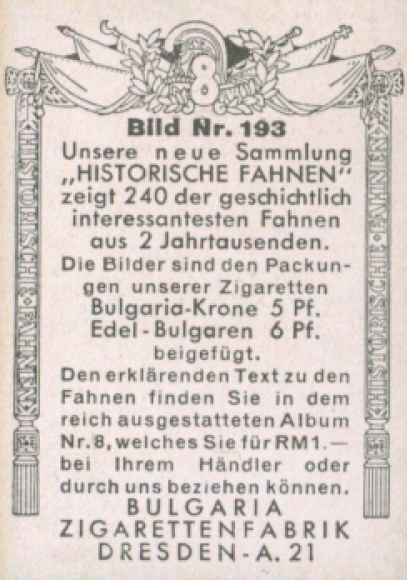 8
Bild Nr. 193
Unsere neue Sammlung
„HISTORISCHE FAHNEN“
zeigt 240 der geschichtlich
interessantesten Fahnen
aus 2 Jahrtausenden.
Die Bilder sind den Packun-
gen unserer Zigaretten
Bulgaria-Krone 5 Pf.
Edel-Bulgaren 6 Pf.
beigefügt.
Den erklärenden Text zu den
Fahnen finden Sie in dem
reich ausgestatteten Album
Nr. 8, welches Sie für RM 1.—
bei Ihrem Händler oder
durch uns beziehen können.
BULGARIA
ZIGARETTENFABRIK
DRESDEN-A. 21
HISTORISCHE FAHNEN
HISTORISCHE FAHNEN